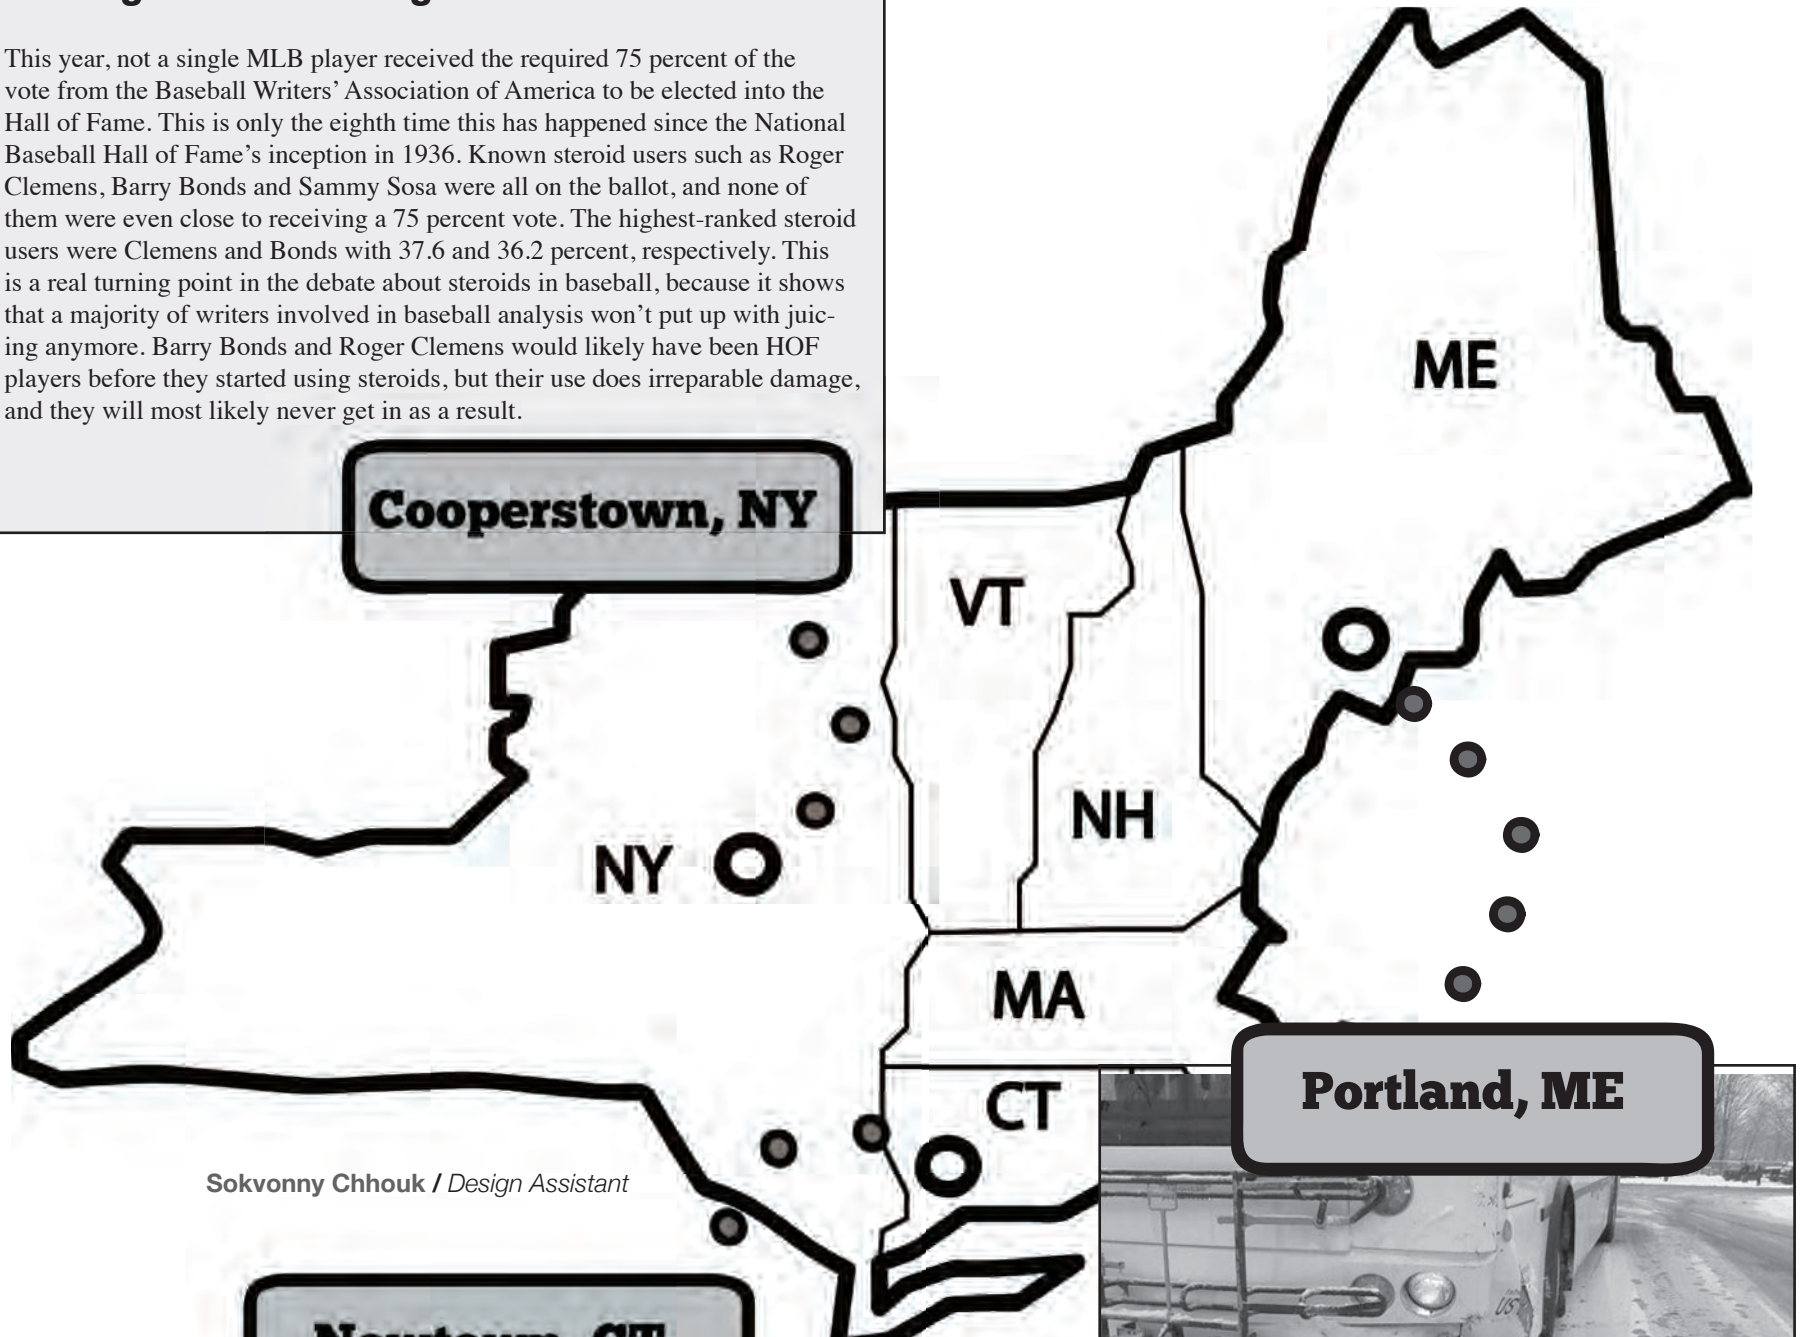 This year, not a single MLB player received the required 75 percent of the
vote from the Baseball Writers’ Association of America to be elected into the
Hall of Fame. This is only the eighth time this has happened since the National
Baseball Hall of Fame’s inception in 1936. Known steroid users such as Roger
Clemens, Barry Bonds and Sammy Sosa were all on the ballot, and none of
them were even close to receiving a 75 percent vote. The highest-ranked steroid
users were Clemens and Bonds with 37.6 and 36.2 percent, respectively. This
is a real turning point in the debate about steroids in baseball, because it shows
that a majority of writers involved in baseball analysis won’t put up with juic-
ing anymore. Barry Bonds and Roger Clemens would likely have been HOF
players before they started using steroids, but their use does irreparable damage,
and they will most likely never get in as a result.
Cooperstown, NY
ME
VT
NH
NY
MA
CT
Portland, ME
Sokvonny Chhouk / Design Assistant
Newtown, CT
US